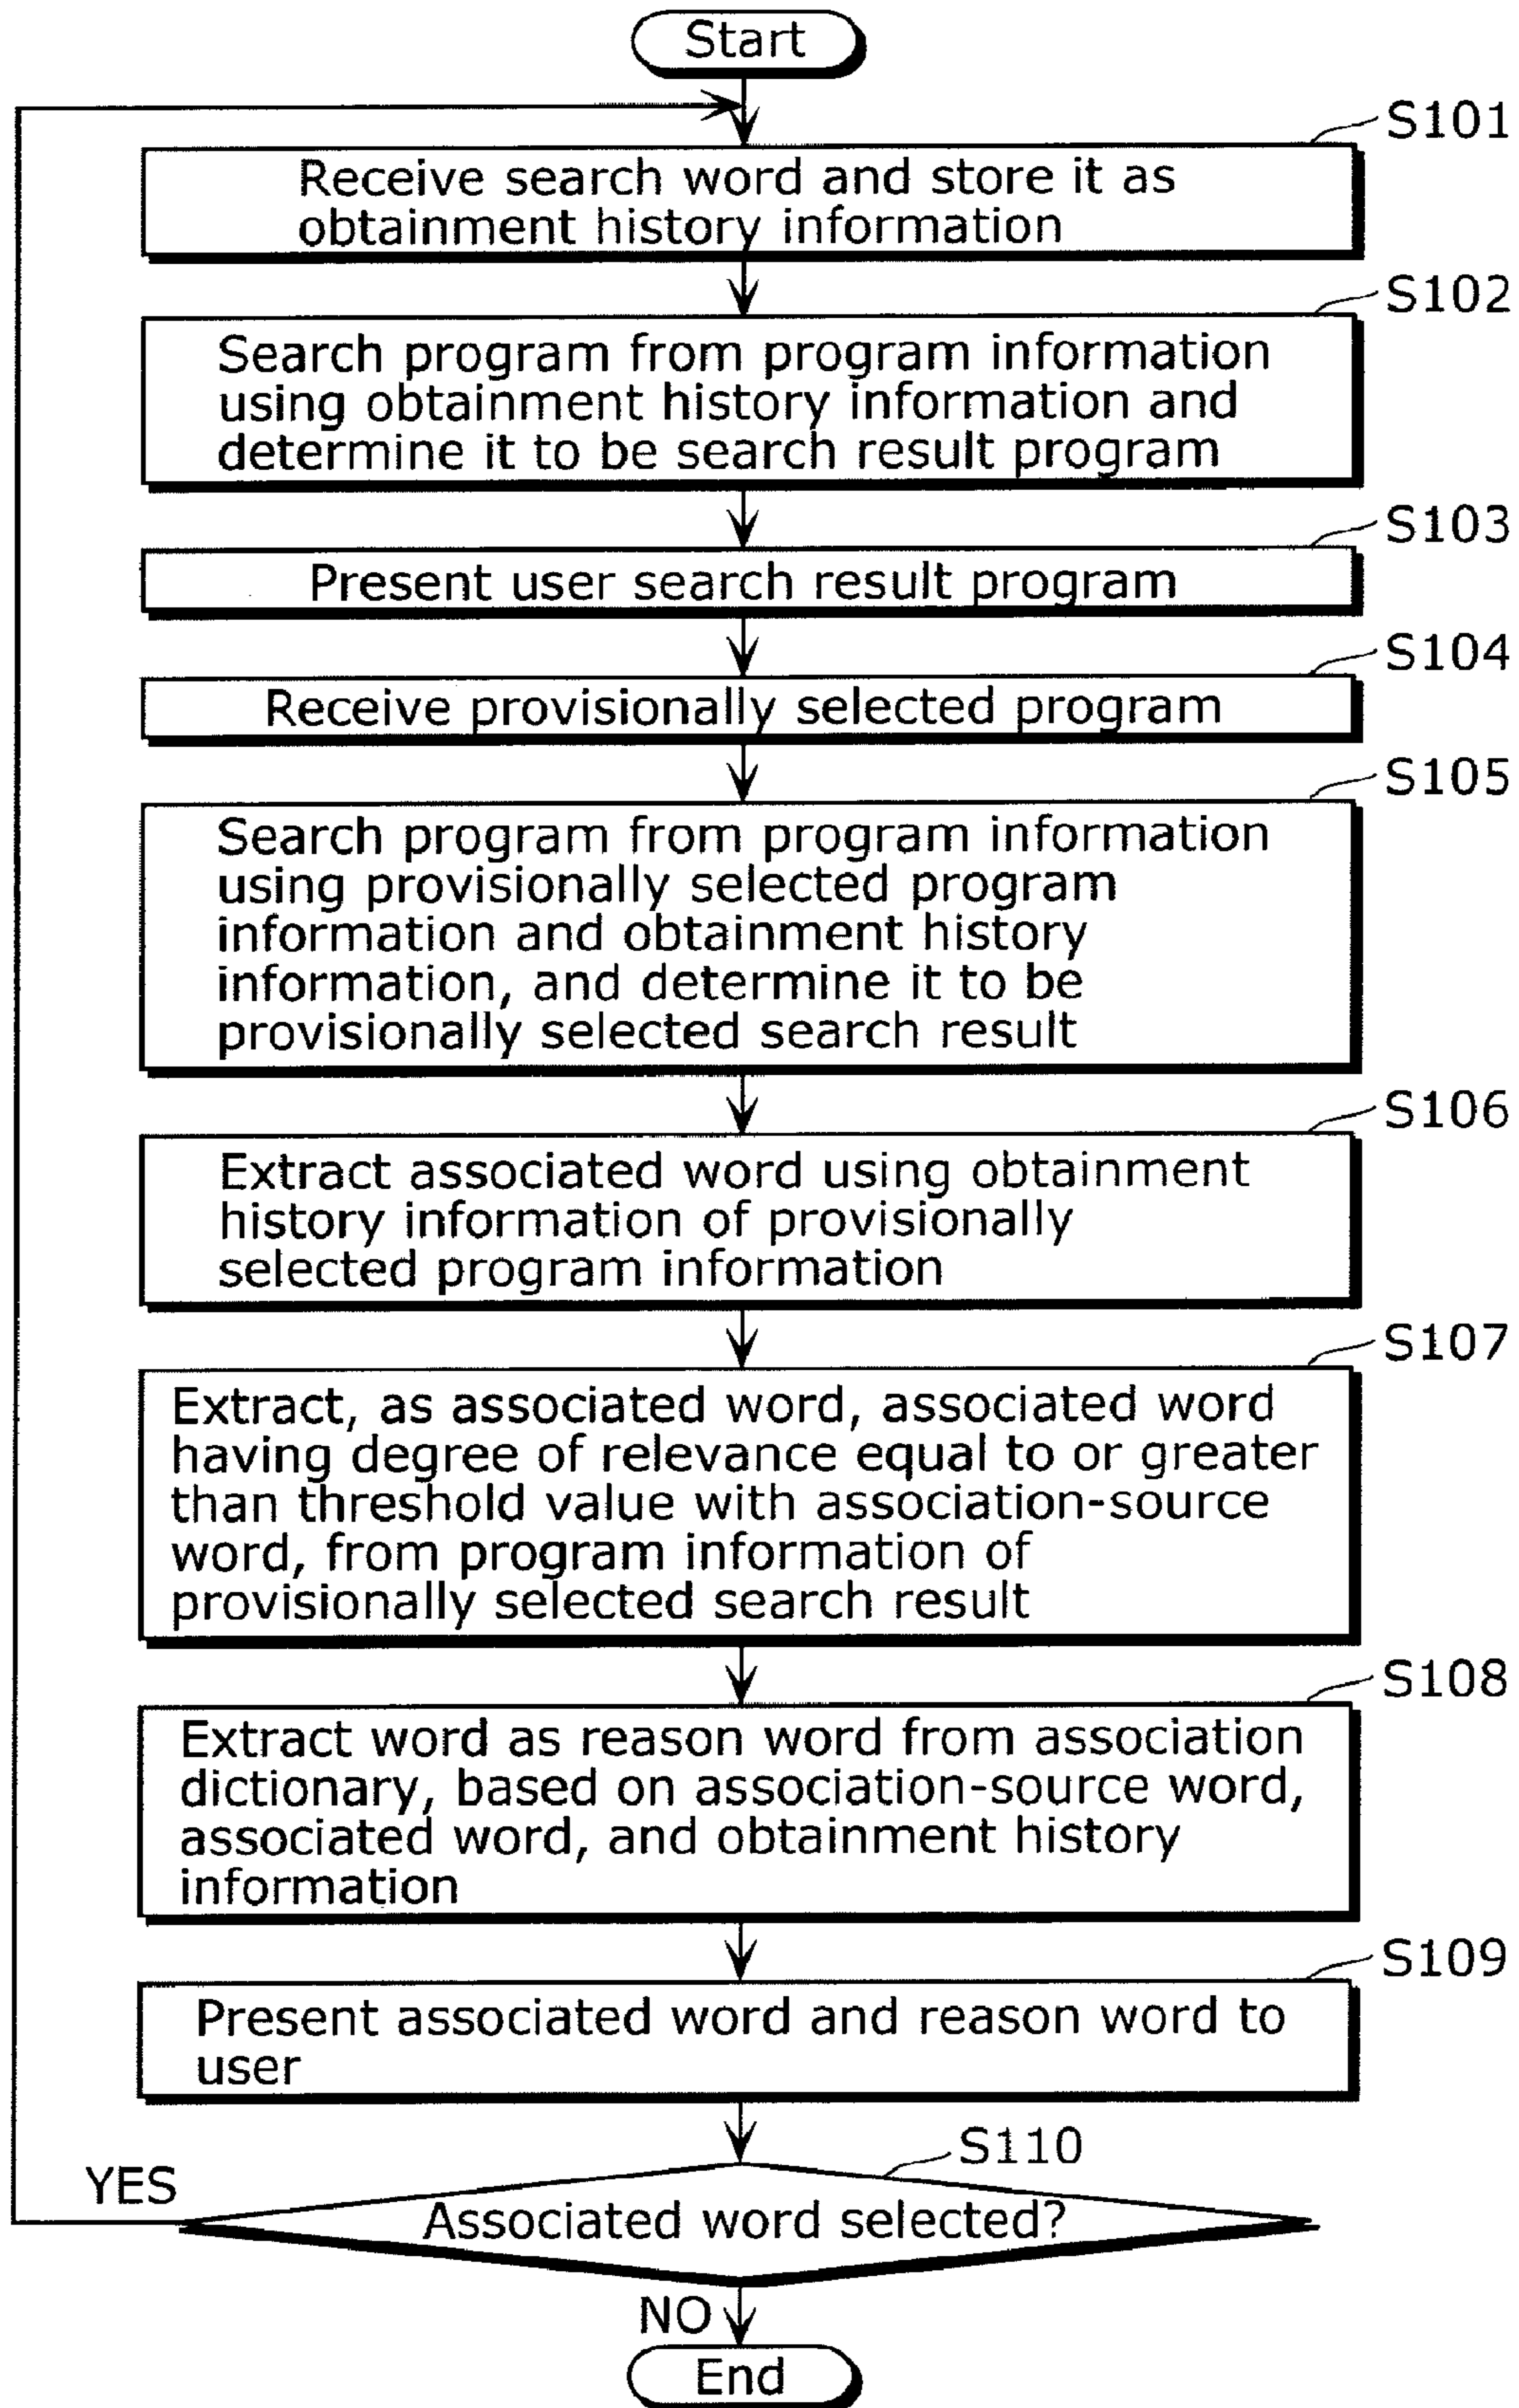 Start
S101
Receive search word and store it as
obtainment history information
S102
Search program from program information
using obtainment history information and
determine it to be search result program
S103
Present user search result program
S104
Receive provisionally selected program
S105
Search program from program information
using provisionally selected program
information and obtainment history
information, and determine it to be
provisionally selected search result
S106
Extract associated word using obtainment
history information of provisionally
selected program information
S107
Extract, as associated word, associated word
having degree of relevance equal to or greater
than threshold value with association-source
word, from program information of
provisionally selected search result
S108
Extract word as reason word from association
dictionary, based on association-source word,
associated word, and obtainment history
information
S109
Present associated word and reason word to
user
S110
YES
Associated word selected?
NO
End